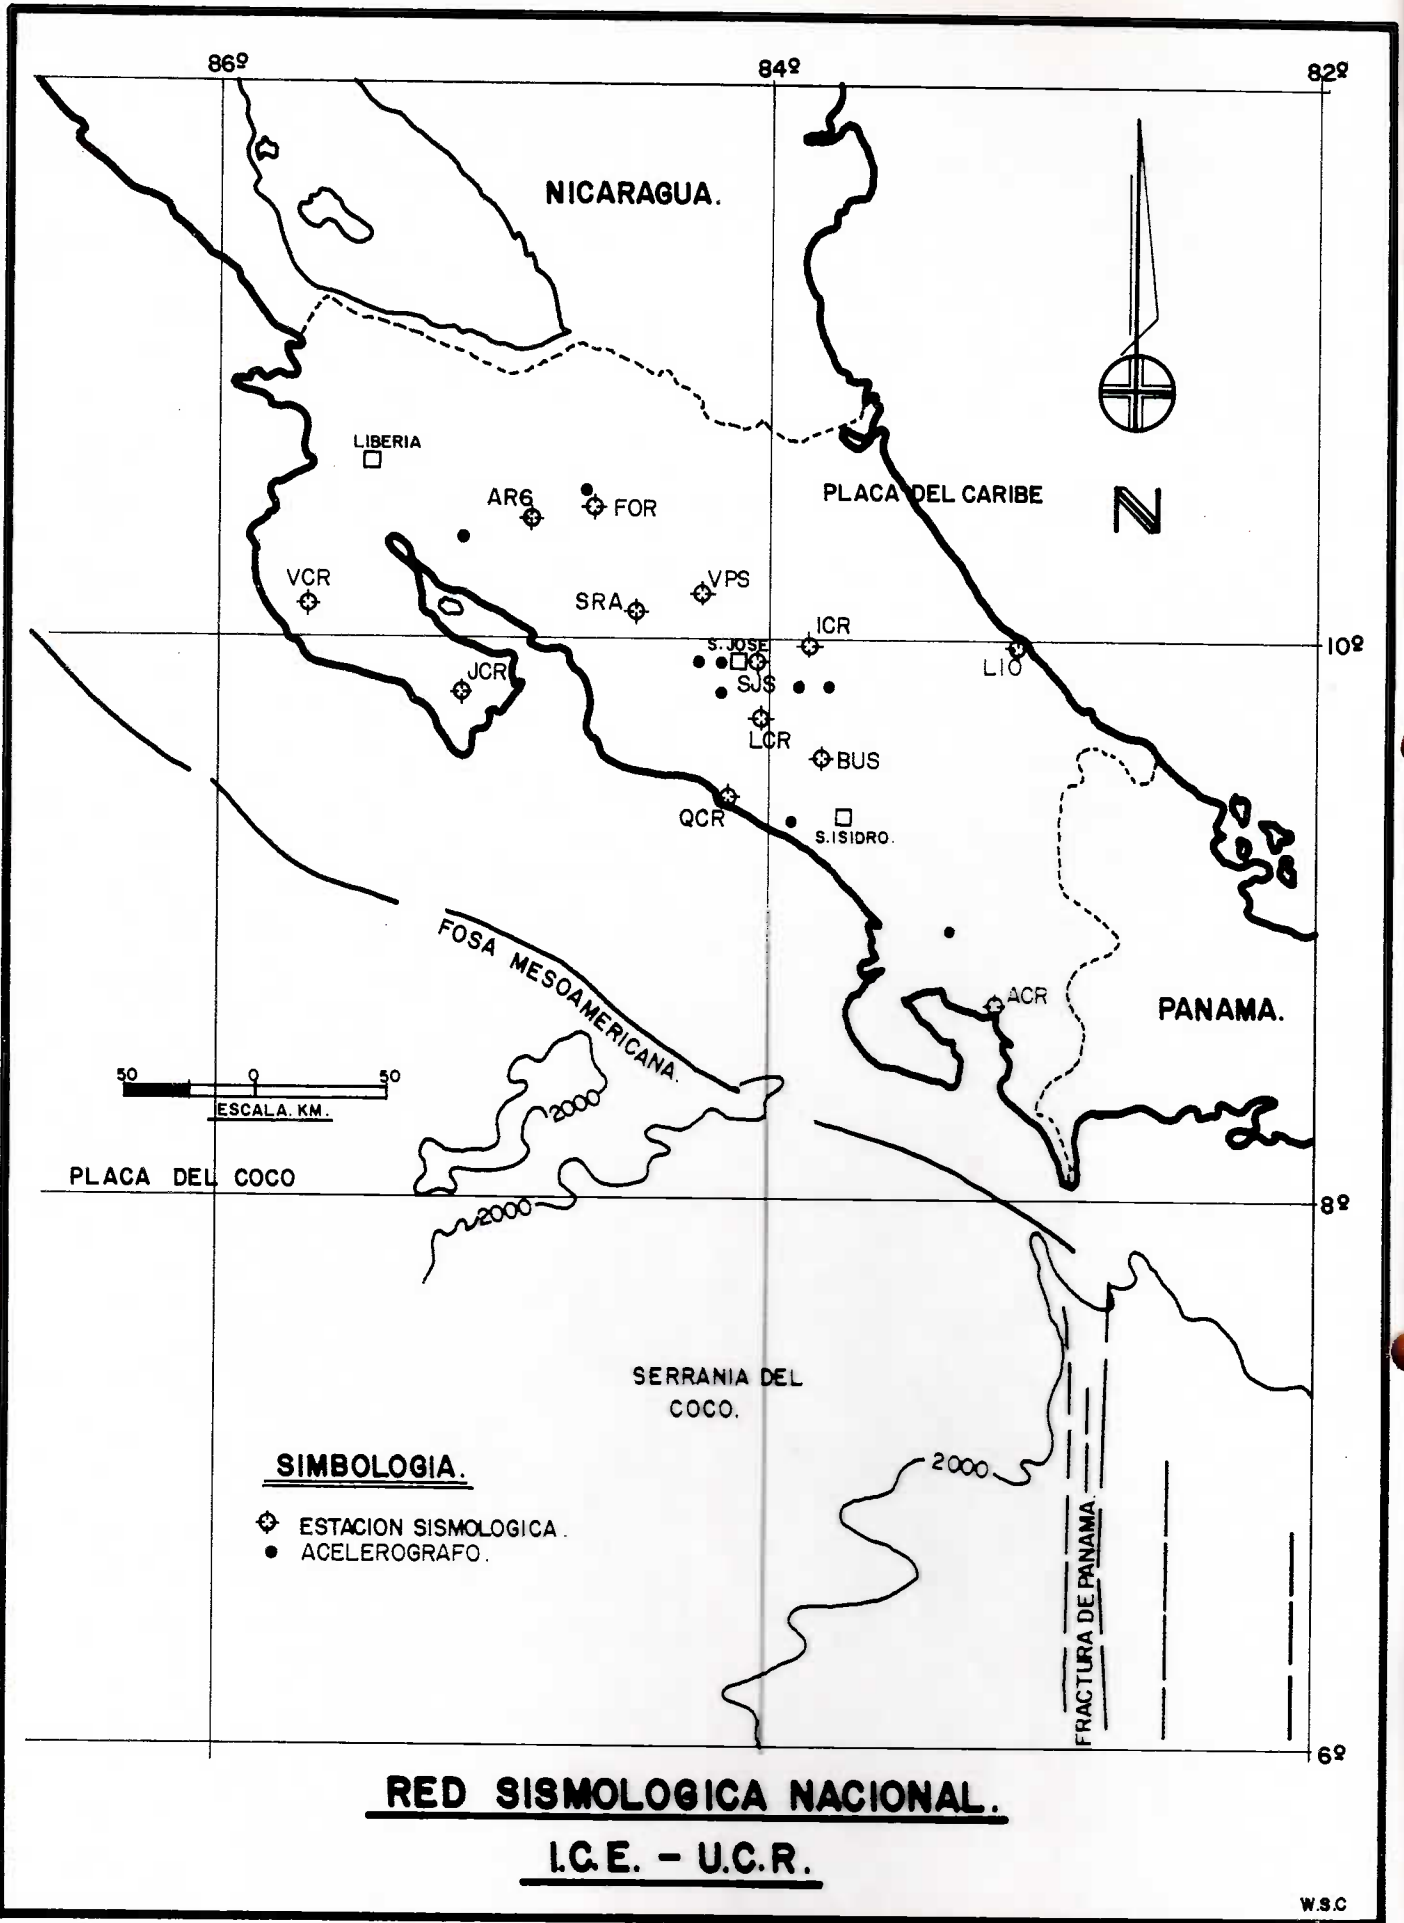 86º 84º 82º
NICARAGUA.
LIBERIA
AR6
FOR
PLACA DEL CARIBE
N
VCR
VPS
SRA
ICR
S. JOSE
10º
LIO
JCR
SJS
LCR
BUS
QCR
S. ISIDRO.
FOSA MESOAMERICANA.
ACR
PANAMA.
50 0 50
ESCALA. KM.
2000
PLACA DEL COCO
2000
8º
SERRANIA DEL
COCO.
2000
SIMBOLOGIA.
ESTACION SISMOLOGICA.
ACELEROGRAFO.
FRACTURA DE PANAMA.
6º
RED SISMOLOGICA NACIONAL.
I.C.E. - U.C.R.
W.S.C